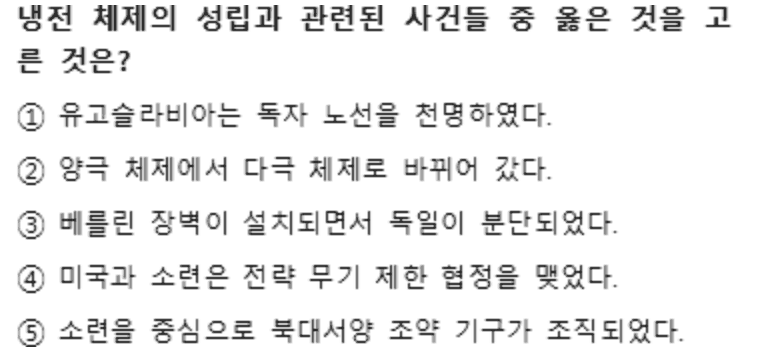 냉전 체제의 성립과 관련된 사건들 중 옳은 것을 고
른 것은?
① 유고슬라비아는 독자 노선을 천명하였다.
② 양극 체제에서 다극 체제로 바뀌어 갔다.
③ 베를린 장벽이 설치되면서 독일이 분단되었다.
④ 미국과 소련은 전략 무기 제한 협정을 맺었다.
⑤ 소련을 중심으로 북대서양 조약 기구가 조직되었다.